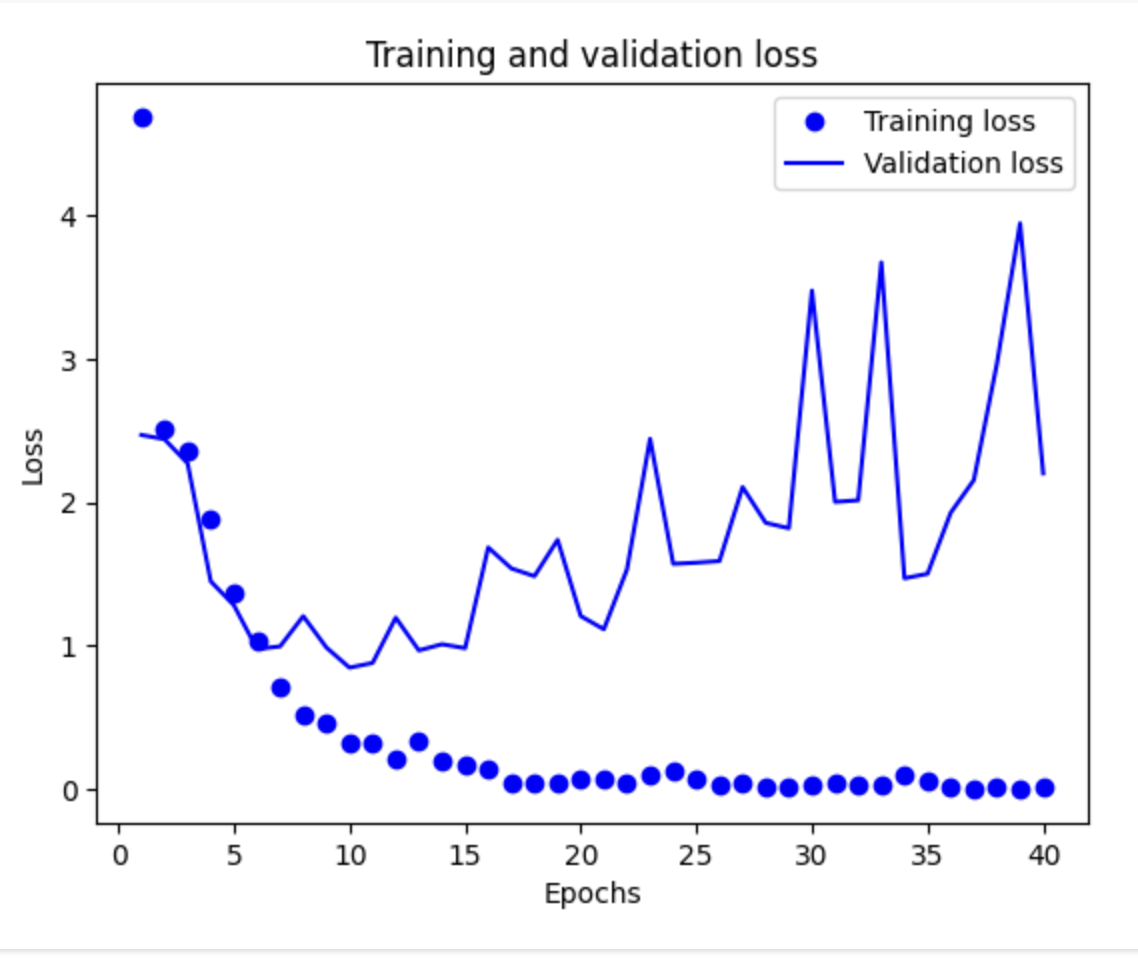 Training and validation loss
Training loss
Validation loss
4
3
2
1
0
Loss
0 5 10 15 20 25 30 35 40
Epochs